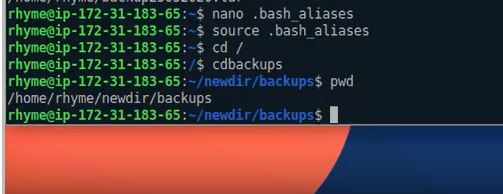 rhyme@ip-172-31-183-65:~$ nano .bash_aliases
rhyme@ip-172-31-183-65:~$ source .bash_aliases
rhyme@ip-172-31-183-65:~$ cd /
rhyme@ip-172-31-183-65:/$ cdbackups
rhyme@ip-172-31-183-65:~/newdir/backups$ pwd
/home/rhyme/newdir/backups
rhyme@ip-172-31-183-65:~/newdir/backups$